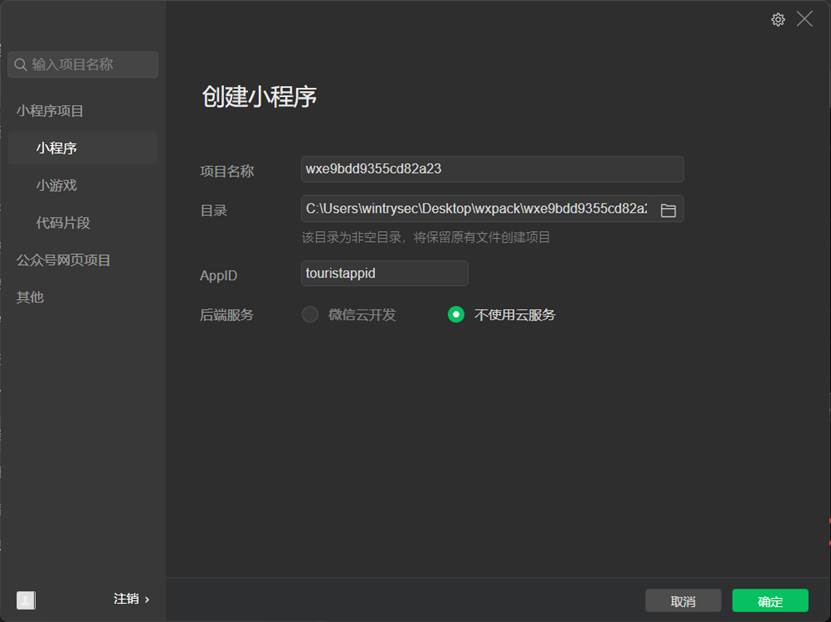 输入项目名称
小程序项目
小程序
小游戏
代码片段
公众号网页项目
其他
注销 ›
创建小程序
项目名称
wxe9bdd9355cd82a23
目录
C:\Users\wintrysec\Desktop\wxpack\wxe9bdd9355cd82a2
该目录为非空目录，将保留原有文件创建项目
AppID
touristappid
后端服务
微信云开发
不使用云服务
取消
确定